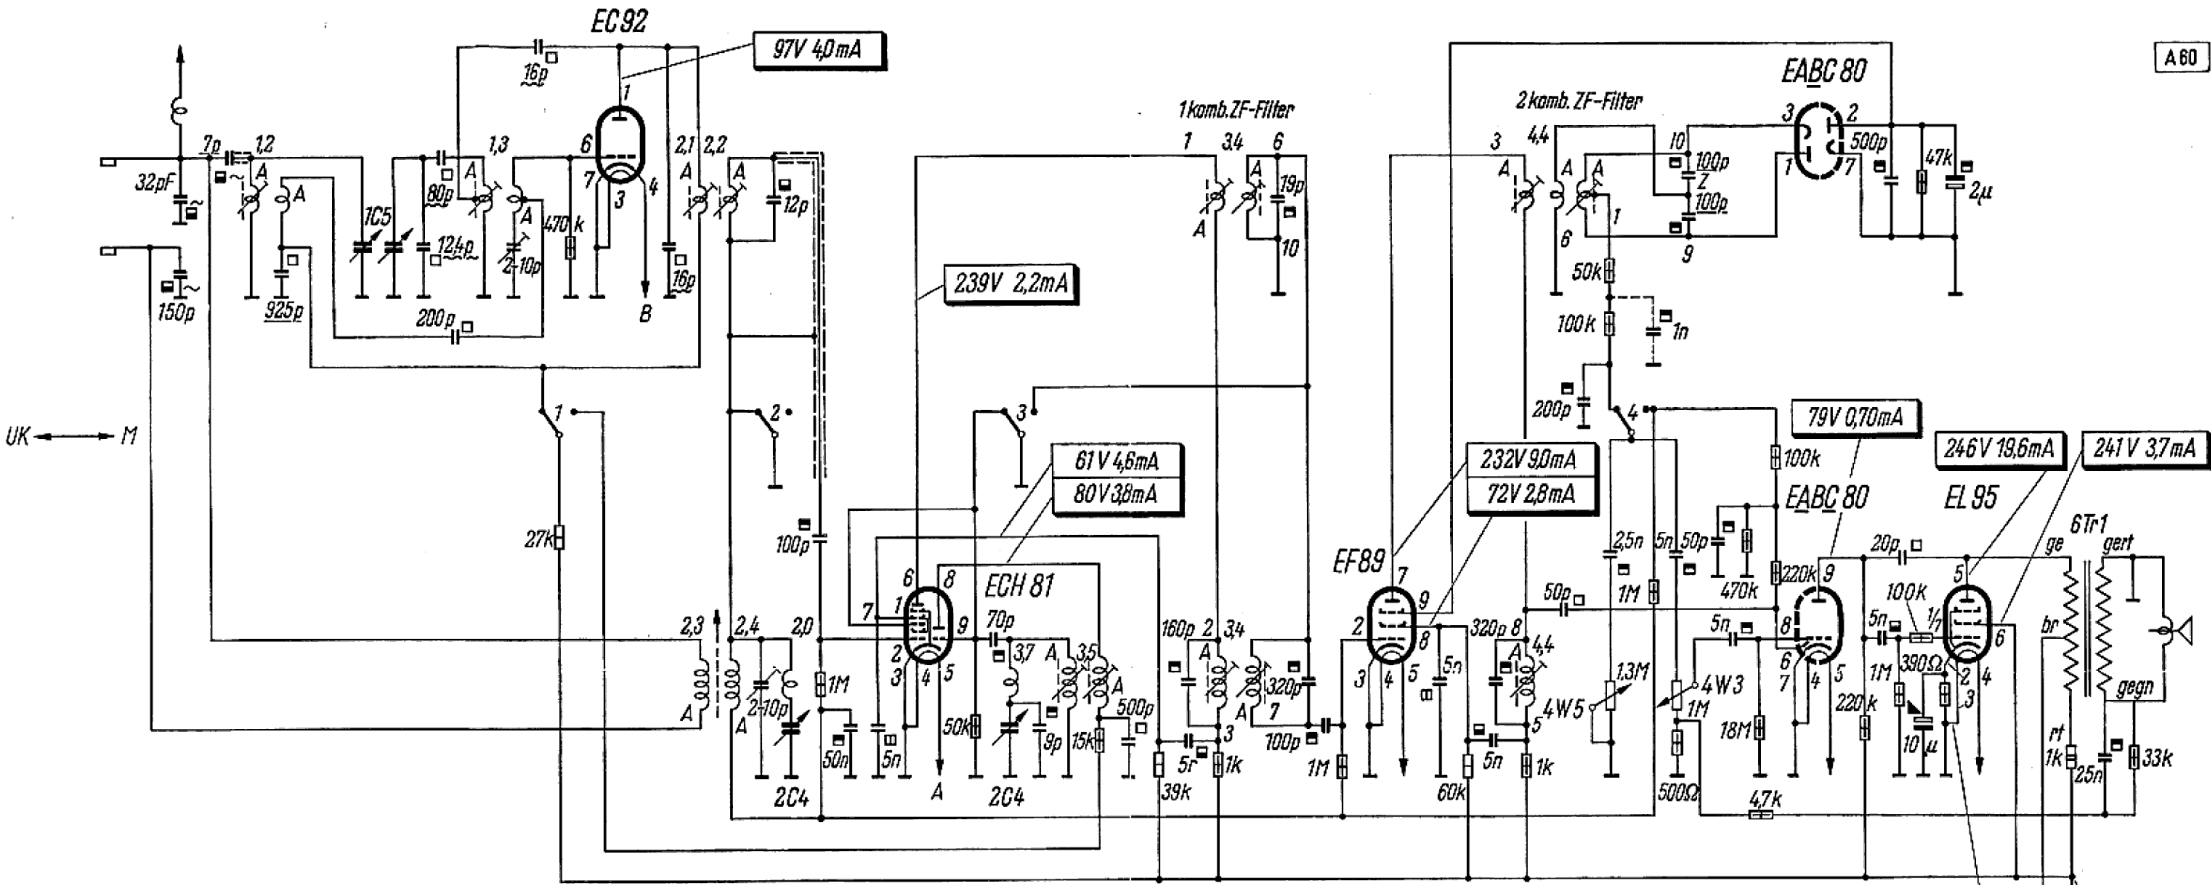 EC92
97V 4,0mA
A60
EABC 80
16p
1
1 komb. ZF-Filter
2 komb. ZF-Filter
1
3,4
6
3
4,4
10
3
2
500p
7p
1,2
1,3
6
2,1
2,2
A
A
A
A
A
A
A
A
A
A
A
100p
Z
1
7
47k
2µ
32pF
80p
7
3
4
12p
19p
1C5
470k
1
100p
A
10
6
9
124p
2-10p
16p
50k
239V 2,2mA
150p
925p
200p
B
100k
1n
200p
1
2
3
4
UK
M
79V 0,70mA
61V 4,6mA
80V 3,8mA
232V 9,0mA
72V 2,8mA
246V 19,6mA
241V 3,7mA
100k
EABC 80
EL95
27k
100p
EF89
2,5n
5n
50p
6Tr1
ge
gert
20p
6
8
ECH 81
7
9
470k
220k
9
5
100k
7
1
9
70p
160p
2
3,4
2
8
50p
320p
8
1M
5n
8
5n
1/7
br
2,3
2,4
2,0
3,7
A
3,5
4,4
6
6
2
3
4
5
1M
320p
5n
1,3M
4W3
7
4
5
1M
390Ω
2
4
3
gegn
A
A
2-10p
A
500p
7
3
4
5
4W5
1M
220k
50n
5n
50k
9p
15k
3
100p
5
18M
10µ
rt
1k
25n
33k
2C4
A
2C4
39k
5n
1k
1M
60k
5n
1k
500Ω
4,7k